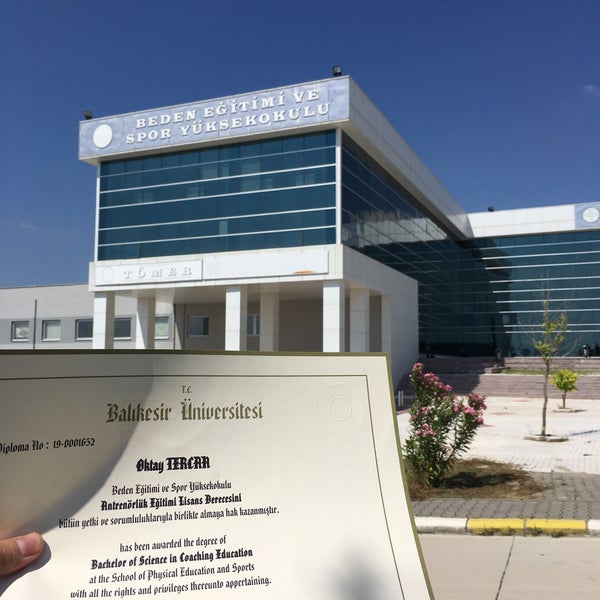 BEDEN EĞİTİMİ VE
SPOR YÜKSEKOKULU
TÖMER
T.C.
Balıkesir Üniversitesi
Diploma No : 19-0001652
Oktay TERCAR
Beden Eğitimi ve Spor Yüksekokulu
Antrenörlük Eğitimi Lisans Derecesini
bütün yetki ve sorumluluklarıyla birlikte almaya hak kazanmıştır.
has been awarded the degree of
Bachelor of Science in Coaching Education
at the School of Physical Education and Sports
with all the rights and privileges thereunto appertaining.